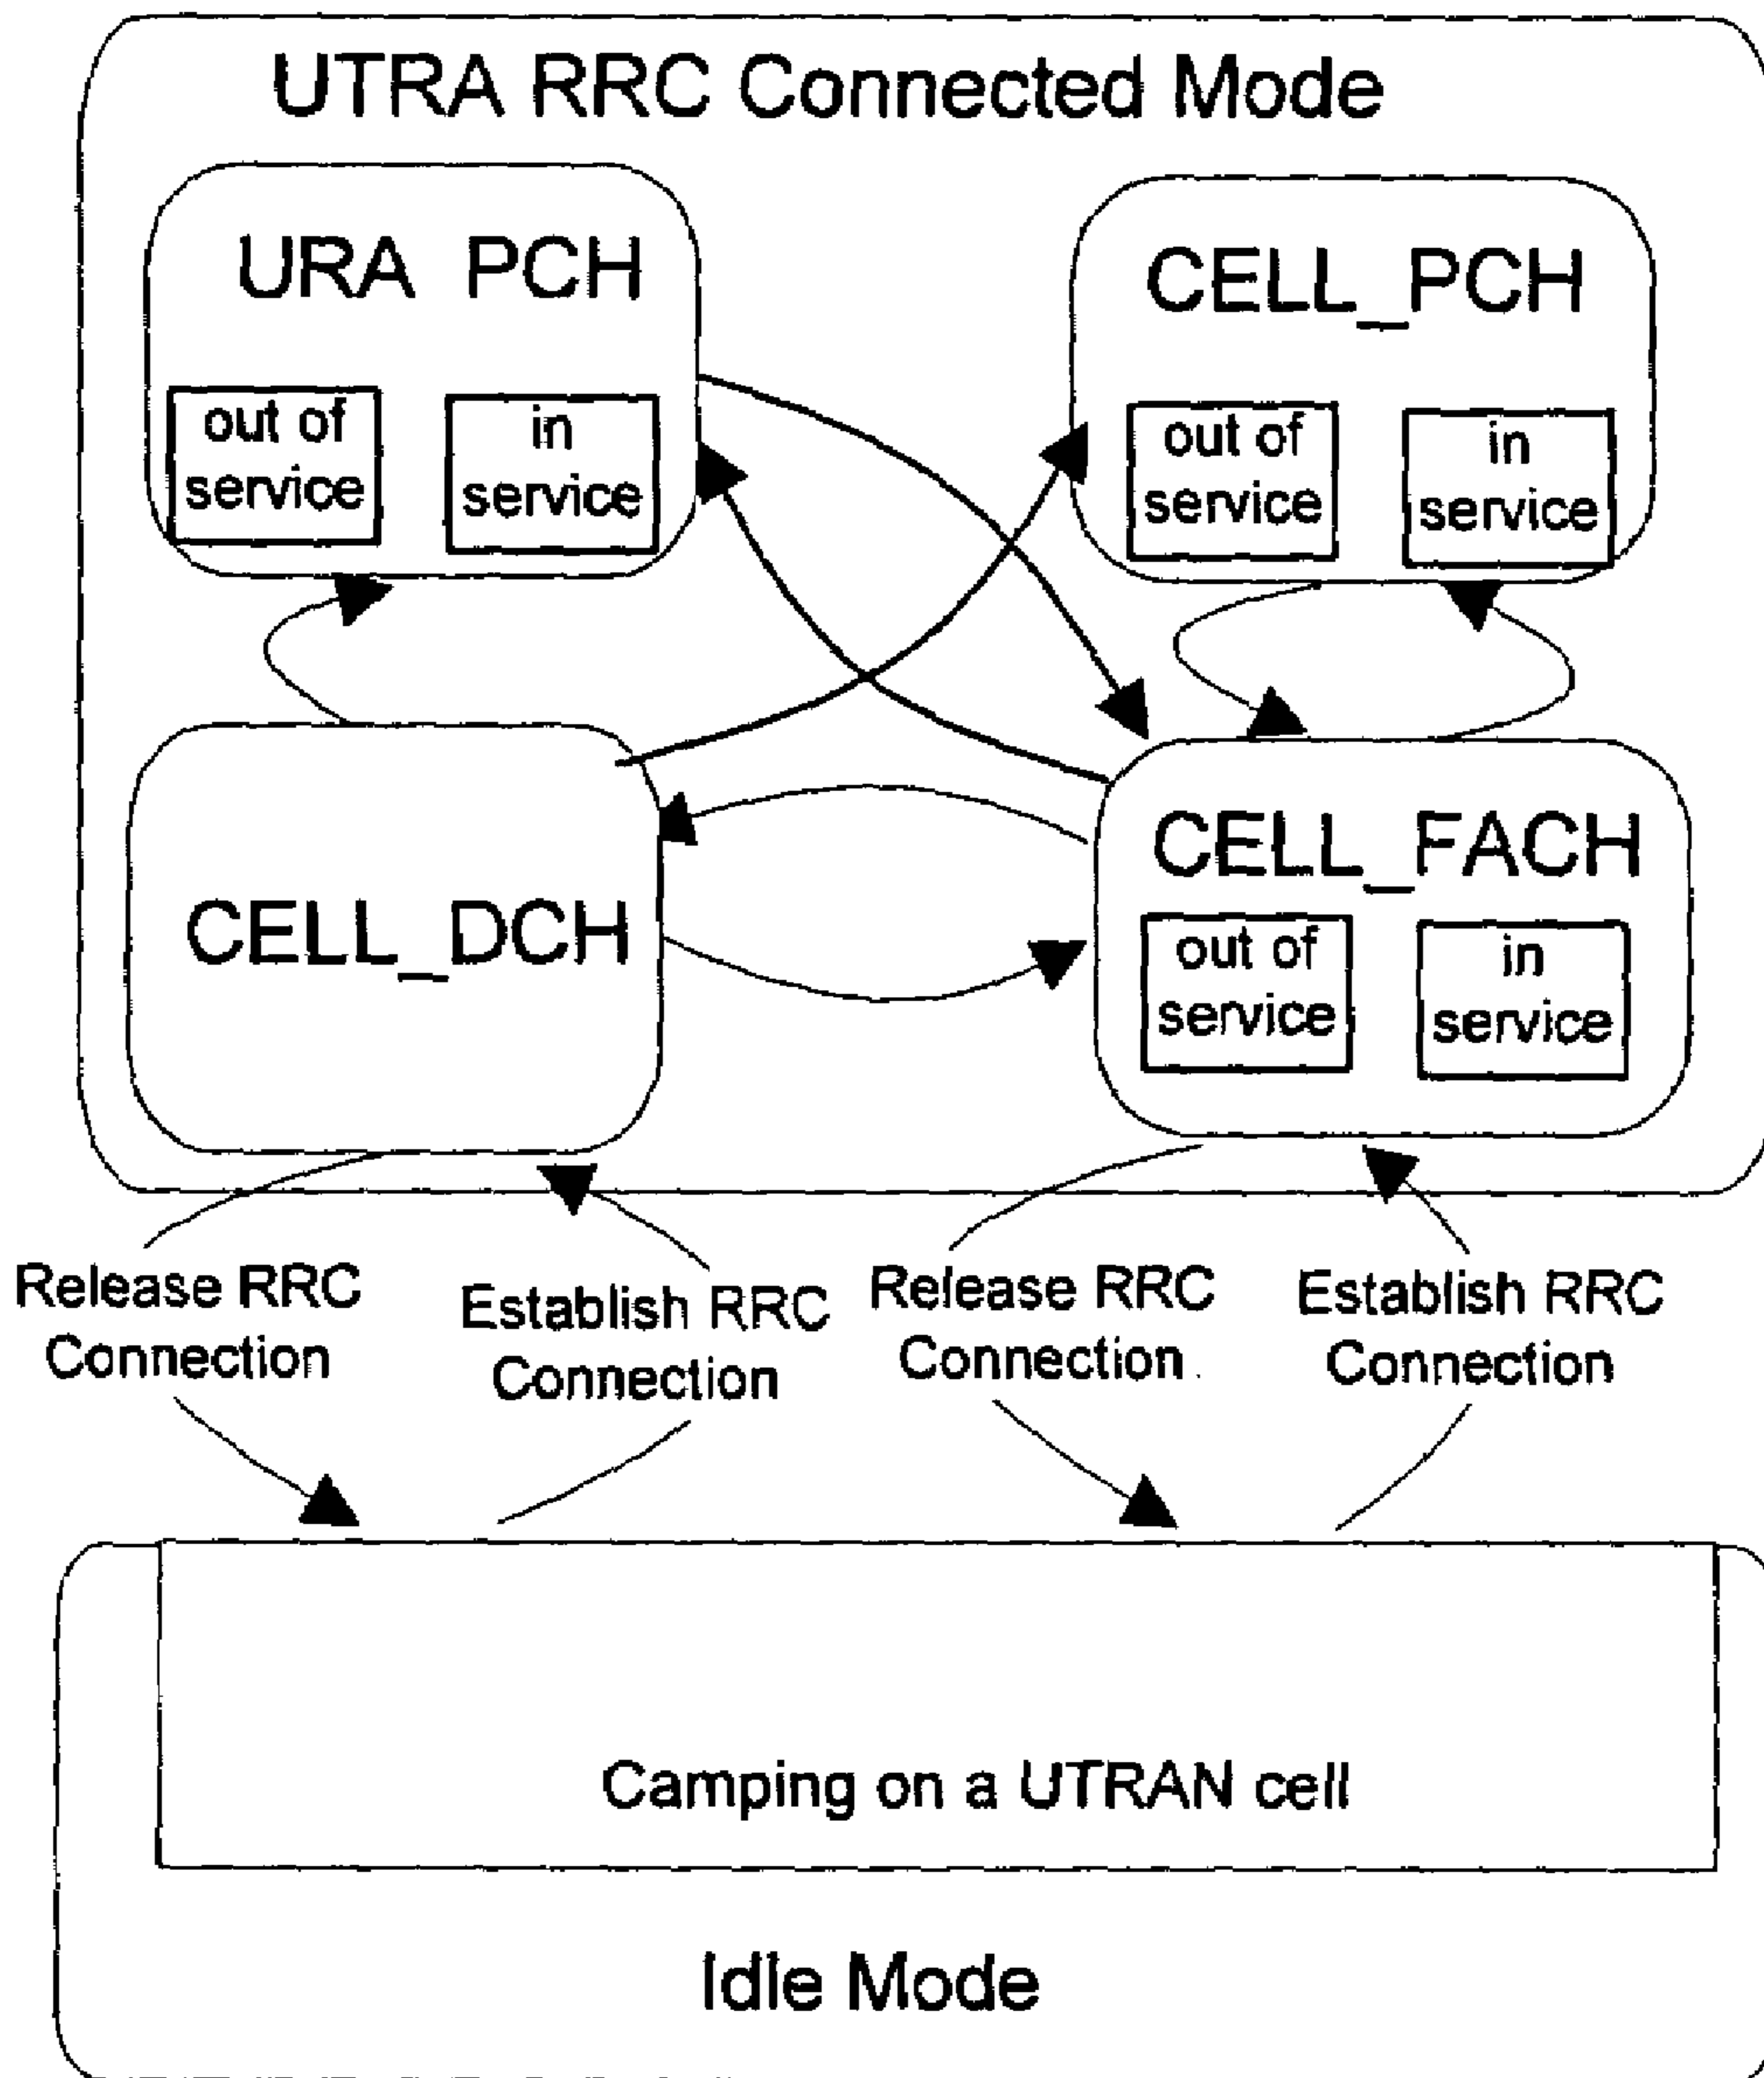 UTRA RRC Connected Mode
URA PCH
CELL_PCH
out of
service
in
service
out of
service
in
service
CELL_DCH
CELL_FACH
out of
service
in
service
Release RRC
Connection
Establish RRC
Connection
Release RRC
Connection
Establish RRC
Connection
Camping on a UTRAN cell
Idle Mode